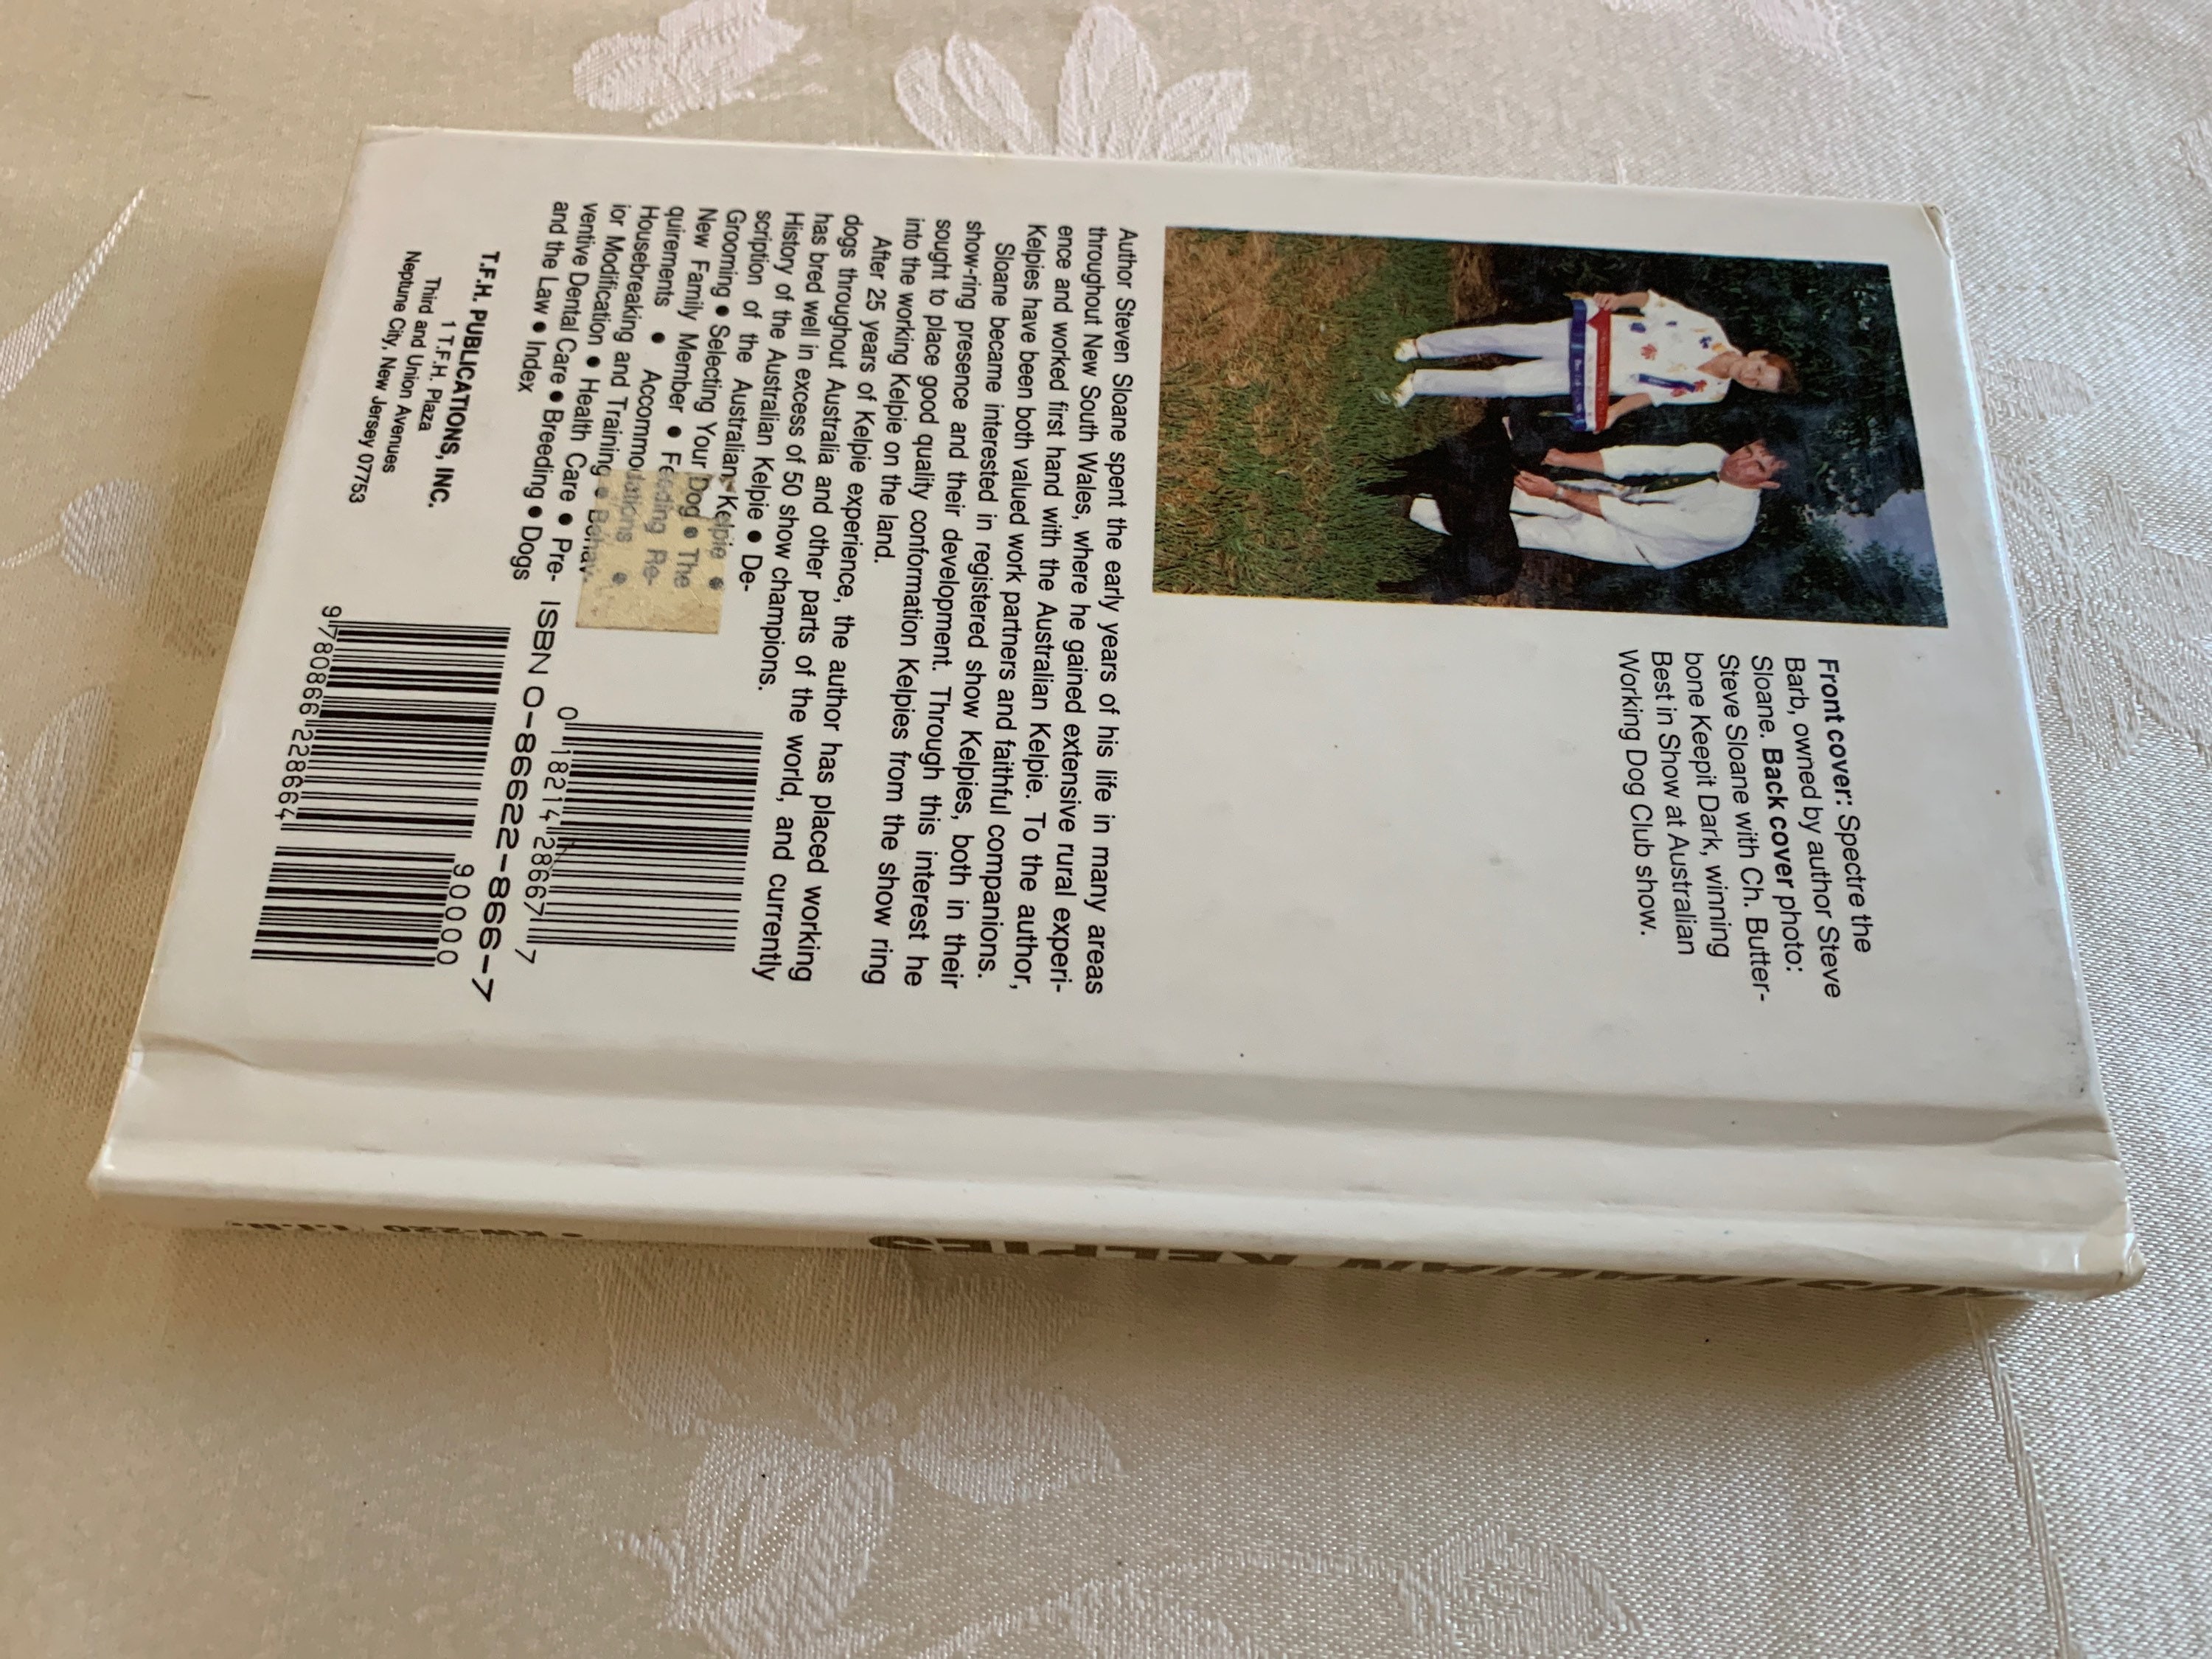 Front cover: Spectre the
Barb, owned by author Steve
Sloane. Back cover photo:
Steve Sloane with Ch. Butter-
bone Keepit Dark, winning
Best in Show at Australian
Working Dog Club show.
Author Steven Sloane spent the early years of his life in many areas
throughout New South Wales, where he gained extensive rural experi-
ence and worked first hand with the Australian Kelpie. To the author,
Kelpies have been both valued work partners and faithful companions.
Sloane became interested in registered show Kelpies, both in their
show-ring presence and their development. Through this interest he
sought to place good quality conformation Kelpies from the show ring
into the working Kelpie on the land.
After 25 years of Kelpie experience, the author has placed working
dogs throughout Australia and other parts of the world, and currently
has bred well in excess of 50 show champions.
History of the Australian Kelpie • De-
scription of the Australian Kelpie •
Grooming • Selecting Your Dog • The
New Family Member • Feeding Re-
quirements • Accommodations •
Housebreaking and Training • Behav-
ior Modification • Health Care • Pre-
ventive Dental Care • Breeding • Dogs
and the Law • Index
T.F.H. PUBLICATIONS, INC.
1 T.F.H. Plaza
Third and Union Avenues
Neptune City, New Jersey 07753
0 18214 28667 7
ISBN 0-86622-866-7
90000
9 780866 228664
AUSTRALIAN KELPIES
• KW-220 T.F.H.